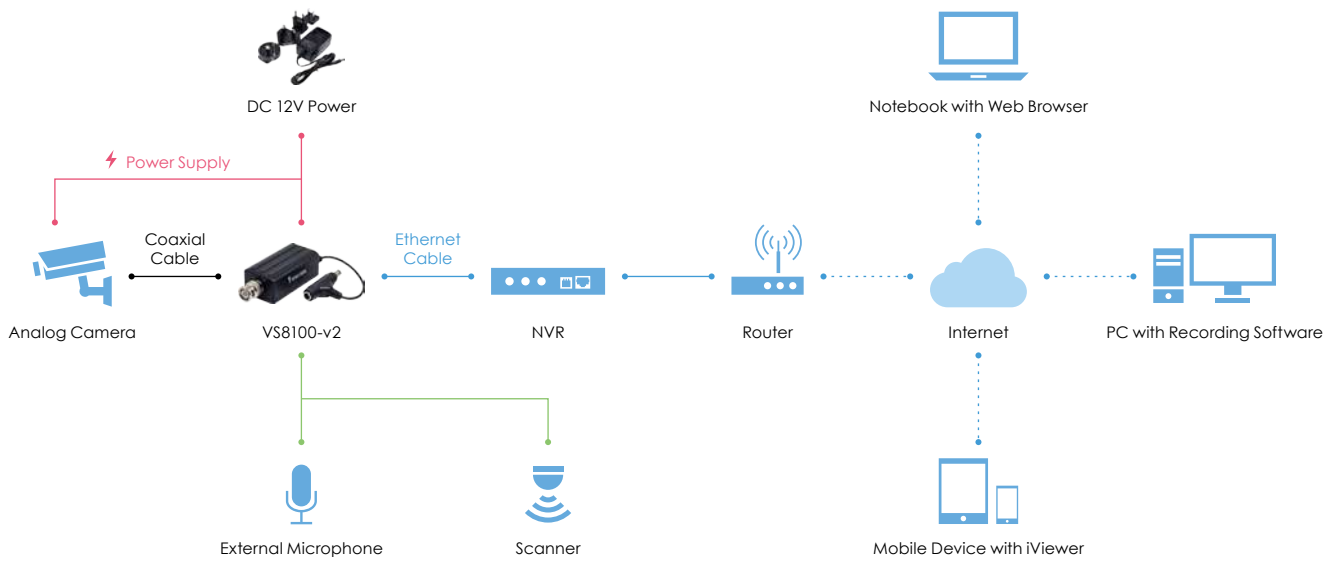 DC 12V Power
Notebook with Web Browser
Power Supply
Coaxial
Cable
Ethernet
Cable
Analog Camera
VS8100-v2
NVR
Router
Internet
PC with Recording Software
External Microphone
Scanner
Mobile Device with iViewer